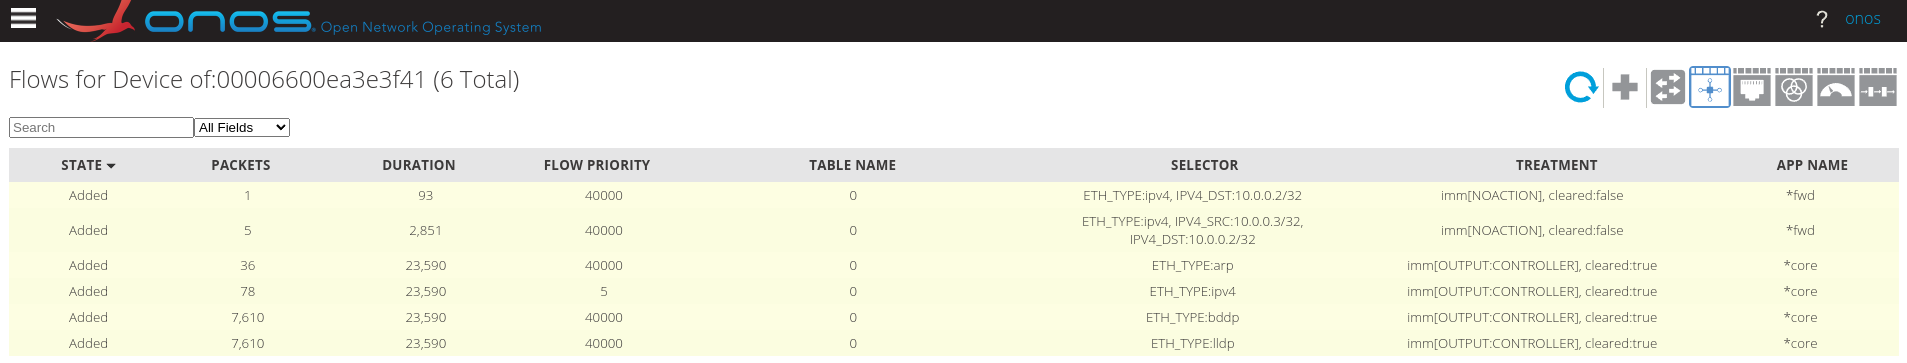 onos Open Network Operating System ? onos
Flows for Device of:00006600ea3e3f41 (6 Total)
Search All Fields
STATE PACKETS DURATION FLOW PRIORITY TABLE NAME SELECTOR TREATMENT APP NAME
Added 1 93 40000 0 ETH_TYPE:ipv4, IPV4_DST:10.0.0.2/32 imm[NOACTION], cleared:false *fwd
Added 5 2,851 40000 0 ETH_TYPE:ipv4, IPV4_SRC:10.0.0.3/32, imm[NOACTION], cleared:false *fwd
IPV4_DST:10.0.0.2/32
Added 36 23,590 40000 0 ETH_TYPE:arp imm[OUTPUT:CONTROLLER], cleared:true *core
Added 78 23,590 5 0 ETH_TYPE:ipv4 imm[OUTPUT:CONTROLLER], cleared:true *core
Added 7,610 23,590 40000 0 ETH_TYPE:bddp imm[OUTPUT:CONTROLLER], cleared:true *core
Added 7,610 23,590 40000 0 ETH_TYPE:lldp imm[OUTPUT:CONTROLLER], cleared:true *core